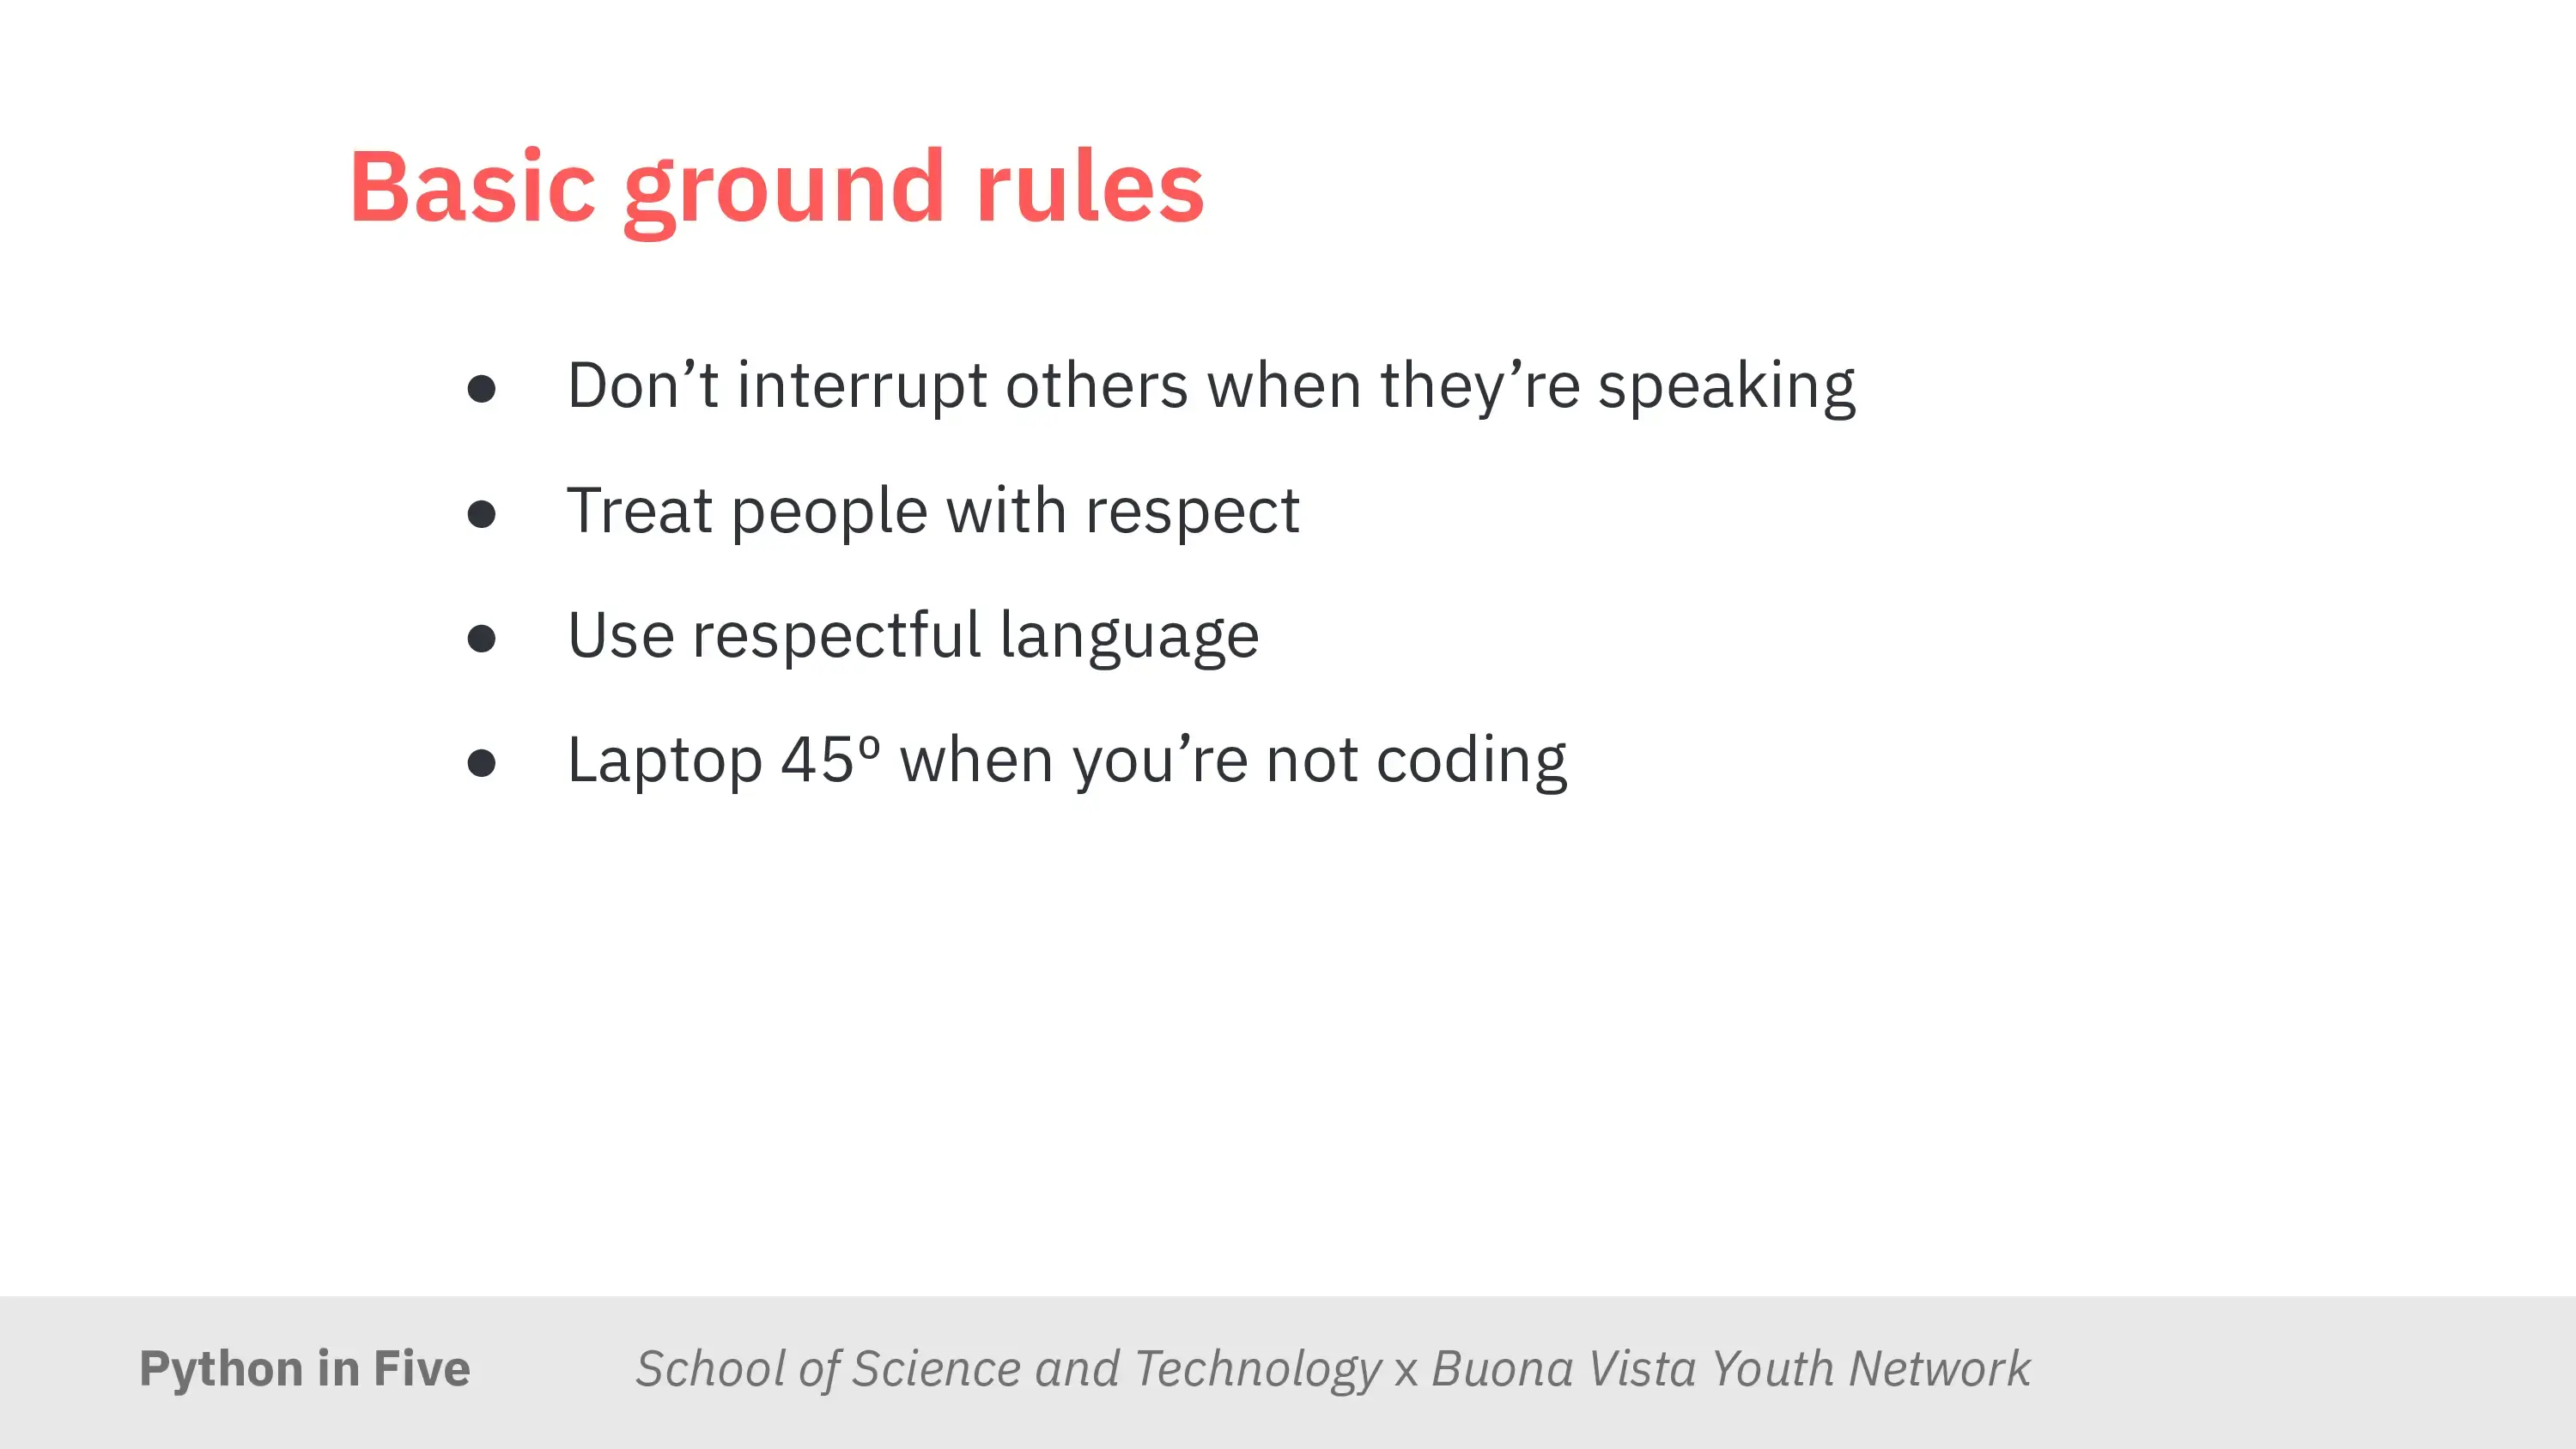 Basic ground rules
● Don’t interrupt others when they’re speaking
● Treat people with respect
● Use respectful language
● Laptop 45º when you’re not coding
Python in Five School of Science and Technology x Buona Vista Youth Network